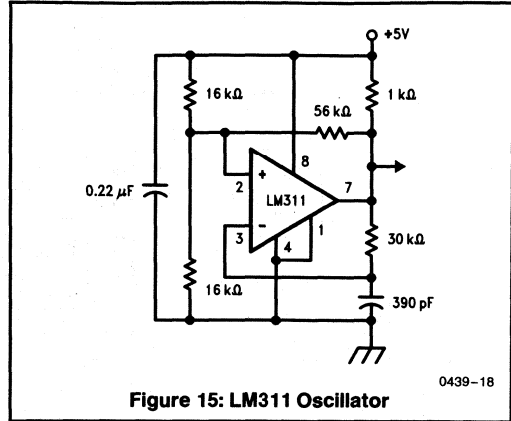 +5V
16 kΩ
1 kΩ
56 kΩ
8
+
2
7
0.22 μF
LM311
−
3
4
1
30 kΩ
16 kΩ
390 pF
0439-18
Figure 15: LM311 Oscillator